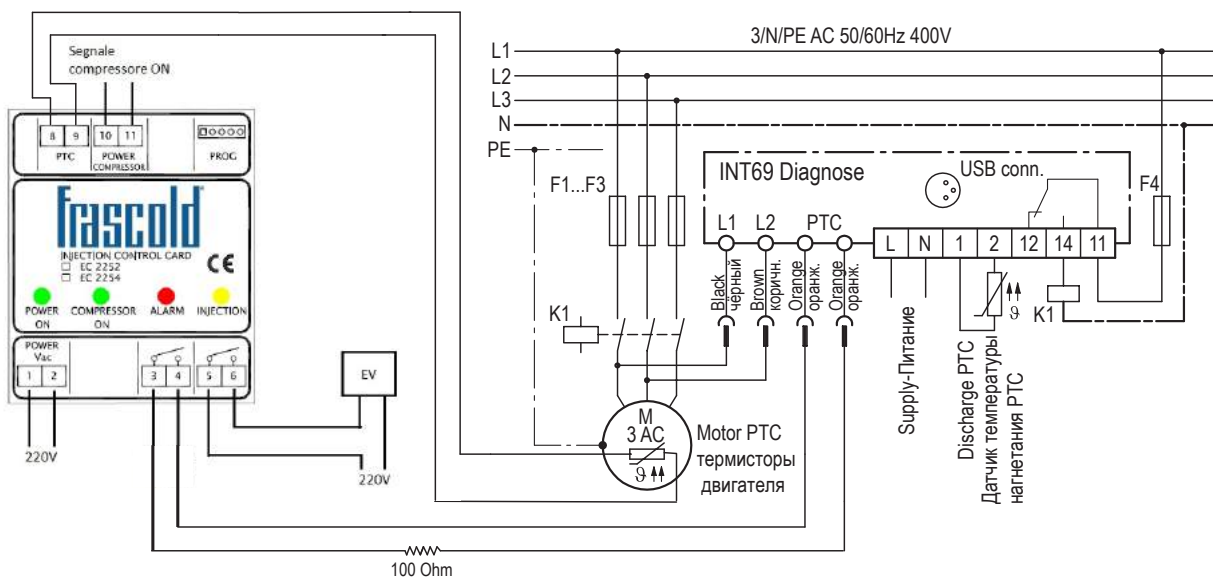 Segnale
compressore ON
8 9 10 11
PTC POWER COMPRESSOR PROG
frascold
INJECTION CONTROL CARD
EC 2252
EC 2254
CE
POWER ON COMPRESSOR ON ALARM INJECTION
POWER
Vac
1 2 3 4 5 6
220V
EV
220V
100 Ohm
3/N/PE AC 50/60Hz 400V
L1
L2
L3
N
PE
F1...F3
K1
M
3 AC
ϑ
Motor PTC
термисторы
двигателя
INT69 Diagnose
USB conn.
F4
L1 L2 PTC
L N 1 2 12 14 11
Black
чёрный
Brown
коричн.
Orange
оранж.
Orange
оранж.
ϑ
K1
Supply-Питание
Discharge PTC
Датчик температуры
нагнетания PTC